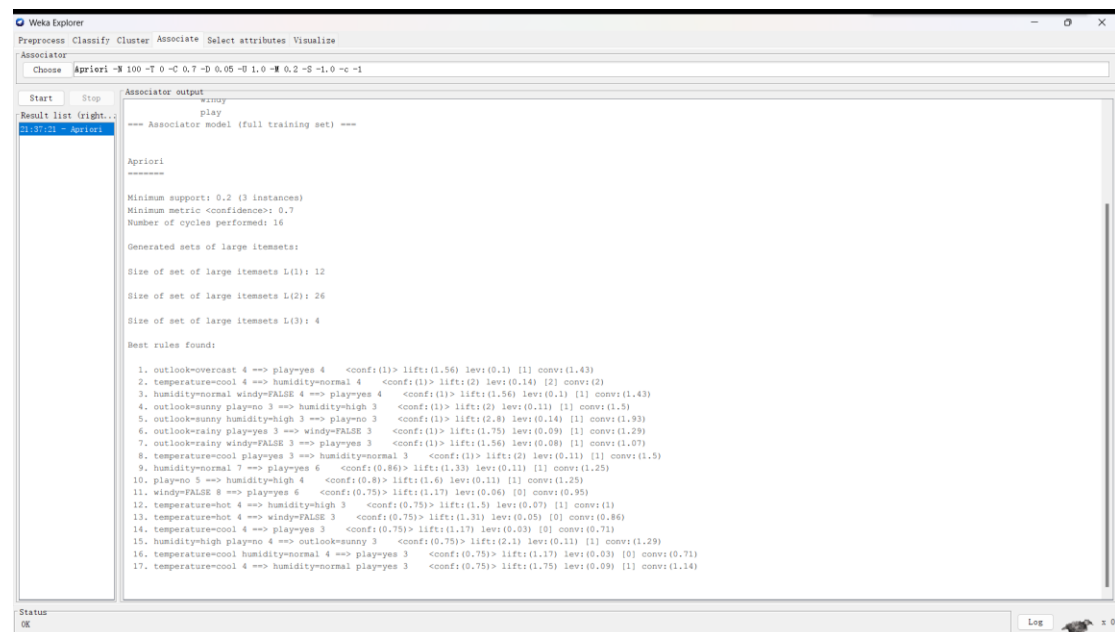 Weka Explorer
Preprocess Classify Cluster Associate Select attributes Visualize
Associator
Choose Apriori -N 100 -T 0 -C 0.7 -D 0.05 -U 1.0 -M 0.2 -S -1.0 -c -1
Start Stop
Result list (right...
21:37:21 - Apriori
Associator output
windy
play
=== Associator model (full training set) ===
Apriori
=======
Minimum support: 0.2 (3 instances)
Minimum metric <confidence>: 0.7
Number of cycles performed: 16
Generated sets of large itemsets:
Size of set of large itemsets L(1): 12
Size of set of large itemsets L(2): 26
Size of set of large itemsets L(3): 4
Best rules found:
1. outlook=overcast 4 ==> play=yes 4 <conf:(1)> lift:(1.56) lev:(0.1) [1] conv:(1.43)
2. temperature=cool 4 ==> humidity=normal 4 <conf:(1)> lift:(2) lev:(0.14) [2] conv:(2)
3. humidity=normal windy=FALSE 4 ==> play=yes 4 <conf:(1)> lift:(1.56) lev:(0.1) [1] conv:(1.43)
4. outlook=sunny play=no 3 ==> humidity=high 3 <conf:(1)> lift:(2) lev:(0.11) [1] conv:(1.5)
5. outlook=sunny humidity=high 3 ==> play=no 3 <conf:(1)> lift:(2.8) lev:(0.14) [1] conv:(1.93)
6. outlook=rainy play=yes 3 ==> windy=FALSE 3 <conf:(1)> lift:(1.75) lev:(0.09) [1] conv:(1.29)
7. outlook=rainy windy=FALSE 3 ==> play=yes 3 <conf:(1)> lift:(1.56) lev:(0.08) [1] conv:(1.07)
8. temperature=cool play=yes 3 ==> humidity=normal 3 <conf:(1)> lift:(2) lev:(0.11) [1] conv:(1.5)
9. humidity=normal 7 ==> play=yes 6 <conf:(0.86)> lift:(1.33) lev:(0.11) [1] conv:(1.25)
10. play=no 5 ==> humidity=high 4 <conf:(0.8)> lift:(1.6) lev:(0.11) [1] conv:(1.25)
11. windy=FALSE 8 ==> play=yes 6 <conf:(0.75)> lift:(1.17) lev:(0.06) [0] conv:(0.95)
12. temperature=hot 4 ==> humidity=high 3 <conf:(0.75)> lift:(1.5) lev:(0.07) [1] conv:(1)
13. temperature=hot 4 ==> windy=FALSE 3 <conf:(0.75)> lift:(1.31) lev:(0.05) [0] conv:(0.86)
14. temperature=cool 4 ==> play=yes 3 <conf:(0.75)> lift:(1.17) lev:(0.03) [0] conv:(0.71)
15. humidity=high play=no 4 ==> outlook=sunny 3 <conf:(0.75)> lift:(2.1) lev:(0.11) [1] conv:(1.29)
16. temperature=cool humidity=normal 4 ==> play=yes 3 <conf:(0.75)> lift:(1.17) lev:(0.03) [0] conv:(0.71)
17. temperature=cool 4 ==> humidity=normal play=yes 3 <conf:(0.75)> lift:(1.75) lev:(0.09) [1] conv:(1.14)
Status
OK
Log
x 0